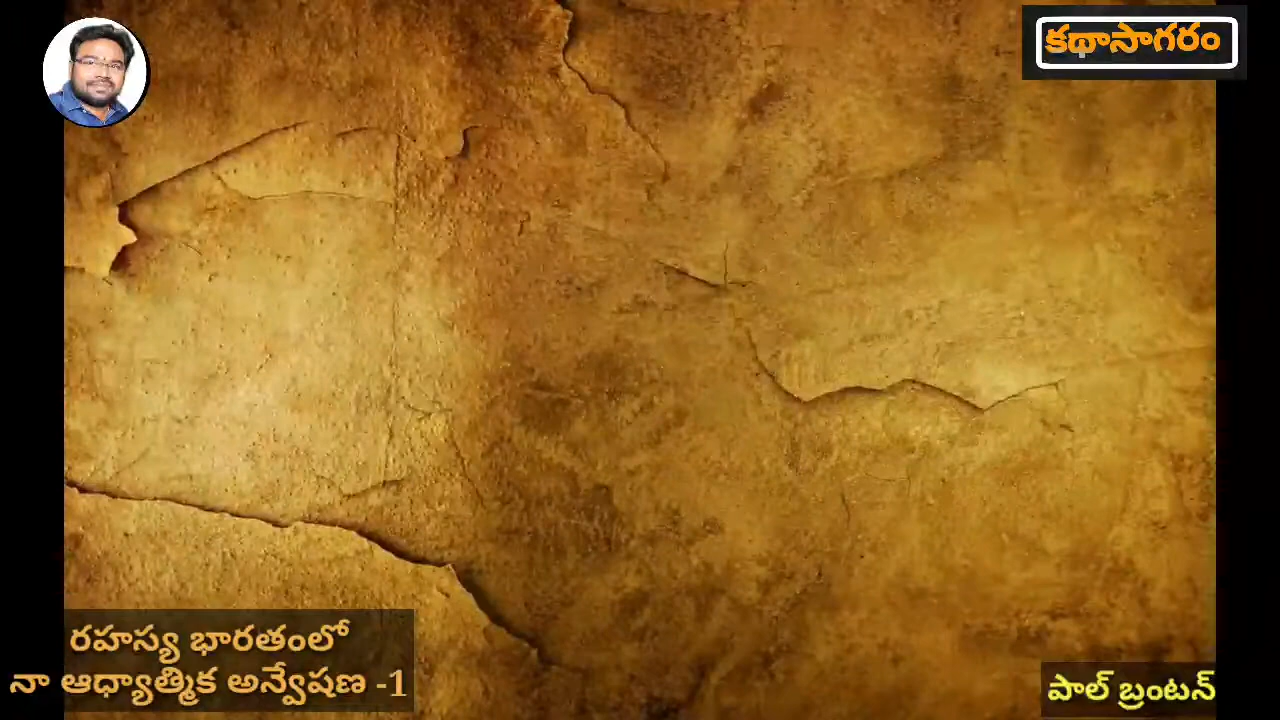 కథాసాగరం
రహస్య భారతంలో
నా ఆధ్యాత్మిక అన్వేషణ -1
పాల్ బ్రంటన్